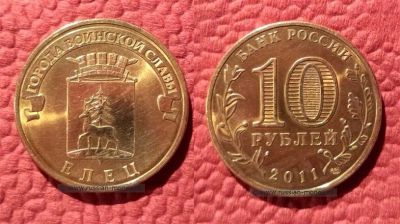 ГОРОДА ВОИНСКОЙ СЛАВЫ
ЕЛЕЦ
БАНК РОССИИ
10
РУБЛЕЙ
2011